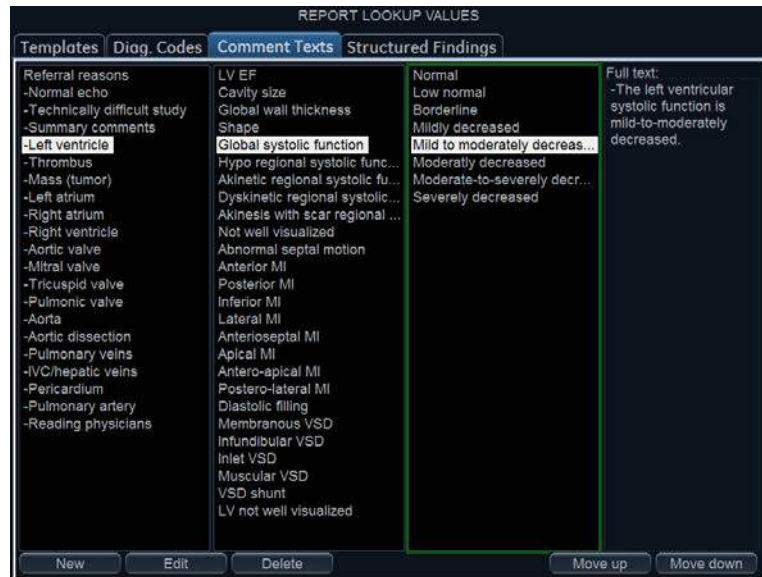 REPORT LOOKUP VALUES
Templates Diag. Codes Comment Texts Structured Findings
Referral reasons
-Normal echo
-Technically difficult study
-Summary comments
-Left ventricle
-Thrombus
-Mass (tumor)
-Left atrium
-Right atrium
-Right ventricle
-Aortic valve
-Mitral valve
-Tricuspid valve
-Pulmonic valve
-Aorta
-Aortic dissection
-Pulmonary veins
-IVC/hepatic veins
-Pericardium
-Pulmonary artery
-Reading physicians
LV EF
Cavity size
Global wall thickness
Shape
Global systolic function
Hypo regional systolic func...
Akinetic regional systolic fu...
Dyskinetic regional systolic...
Akinesis with scar regional ...
Not well visualized
Abnormal septal motion
Anterior MI
Posterior MI
Inferior MI
Lateral MI
Anterioseptal MI
Apical MI
Antero-apical MI
Postero-lateral MI
Diastolic filling
Membranous VSD
Infundibular VSD
Inlet VSD
Muscular VSD
VSD shunt
LV not well visualized
Normal
Low normal
Borderline
Mildly decreased
Mild to moderately decreas...
Moderatly decreased
Moderate-to-severely decr...
Severely decreased
Full text:
-The left ventricular
systolic function is
mild-to-moderately
decreased.
New Edit Delete Move up Move down